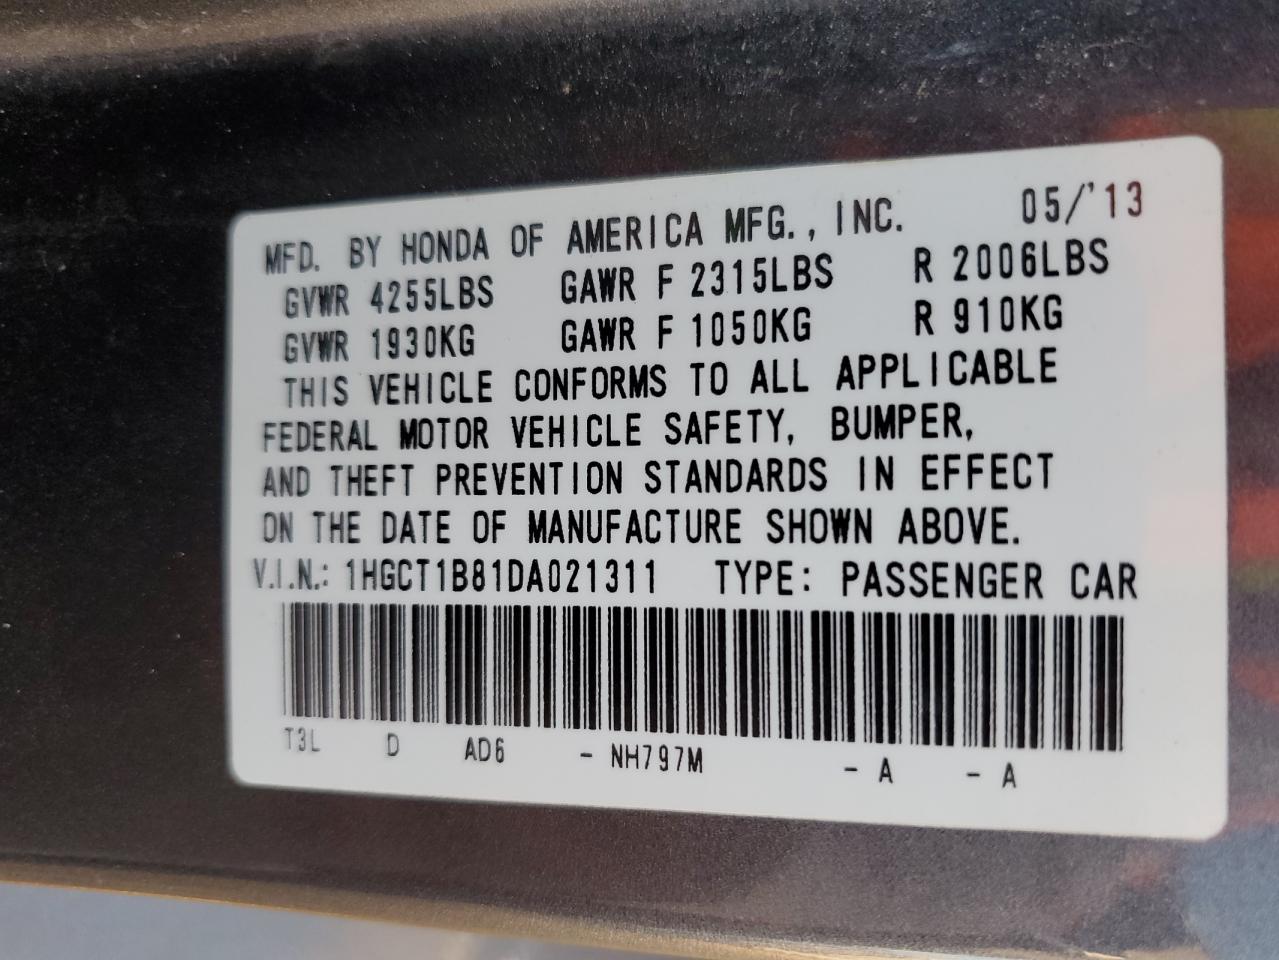 MFD. BY HONDA OF AMERICA MFG., INC. 05/'13
GVWR 4255LBS GAWR F 2315LBS R 2006LBS
GVWR 1930KG GAWR F 1050KG R 910KG
THIS VEHICLE CONFORMS TO ALL APPLICABLE
FEDERAL MOTOR VEHICLE SAFETY, BUMPER,
AND THEFT PREVENTION STANDARDS IN EFFECT
ON THE DATE OF MANUFACTURE SHOWN ABOVE.
V.I.N.: 1HGCT1B81DA021311 TYPE: PASSENGER CAR
T3L D AD6 - NH797M - A - A